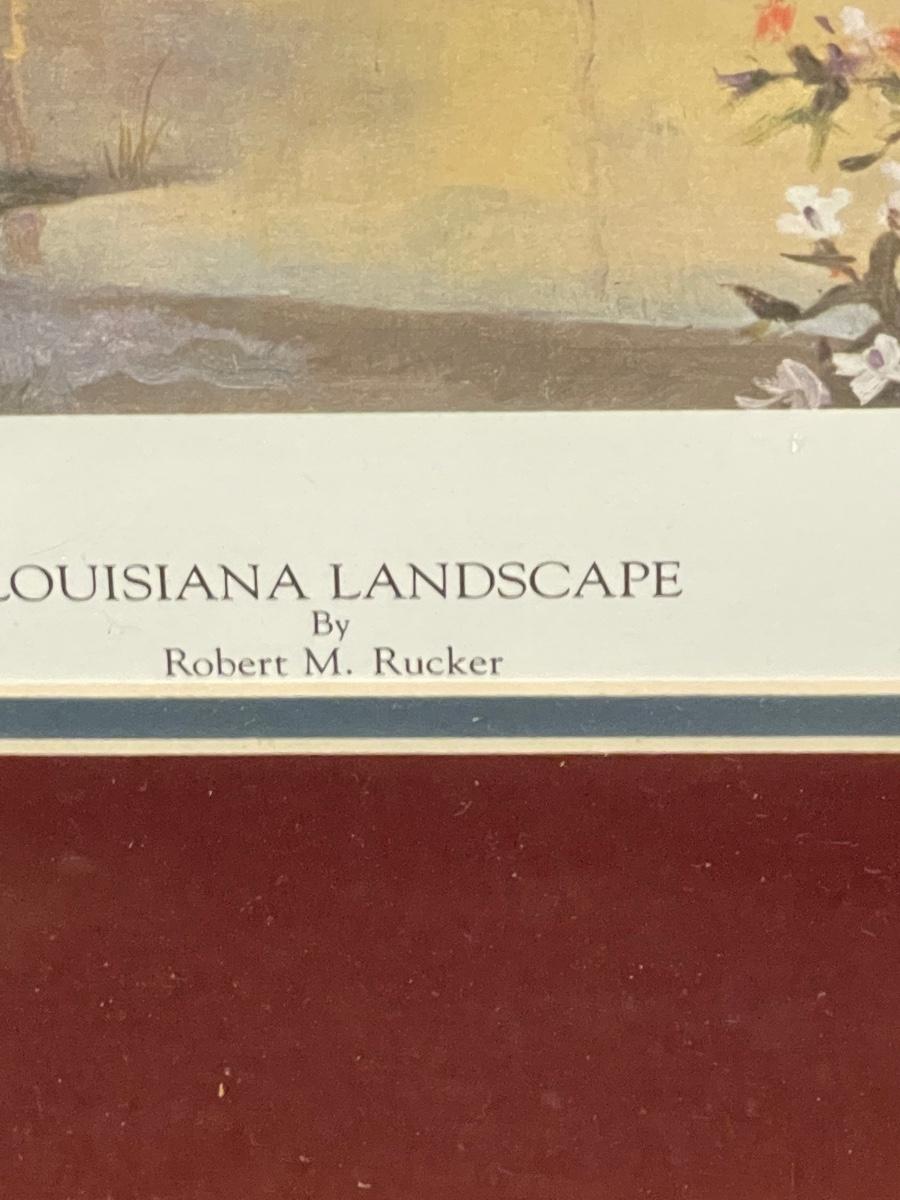 LOUISIANA LANDSCAPE
By
Robert M. Rucker